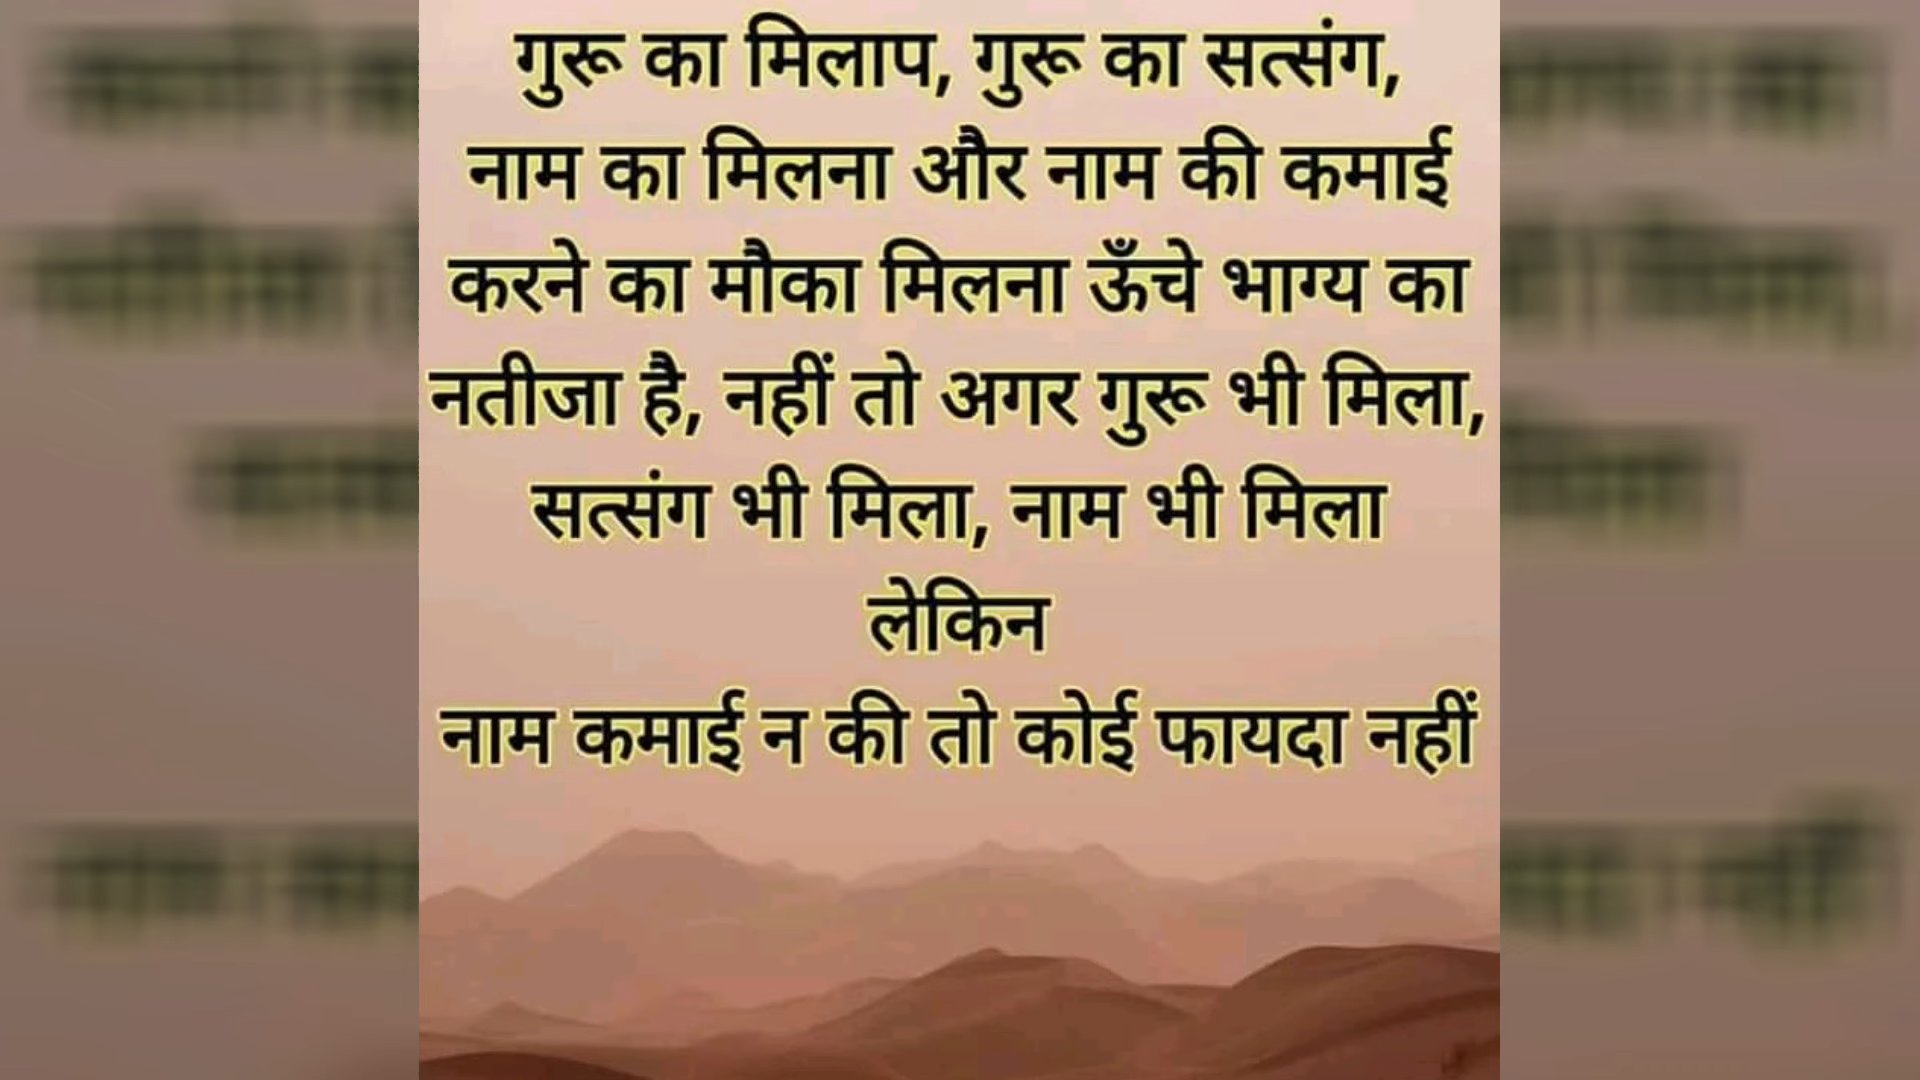 गुरू का मिलाप, गुरू का सत्संग,
नाम का मिलना और नाम की कमाई
करने का मौका मिलना ऊँचे भाग्य का
नतीजा है, नहीं तो अगर गुरू भी मिला,
सत्संग भी मिला, नाम भी मिला
लेकिन
नाम कमाई न की तो कोई फायदा नहीं